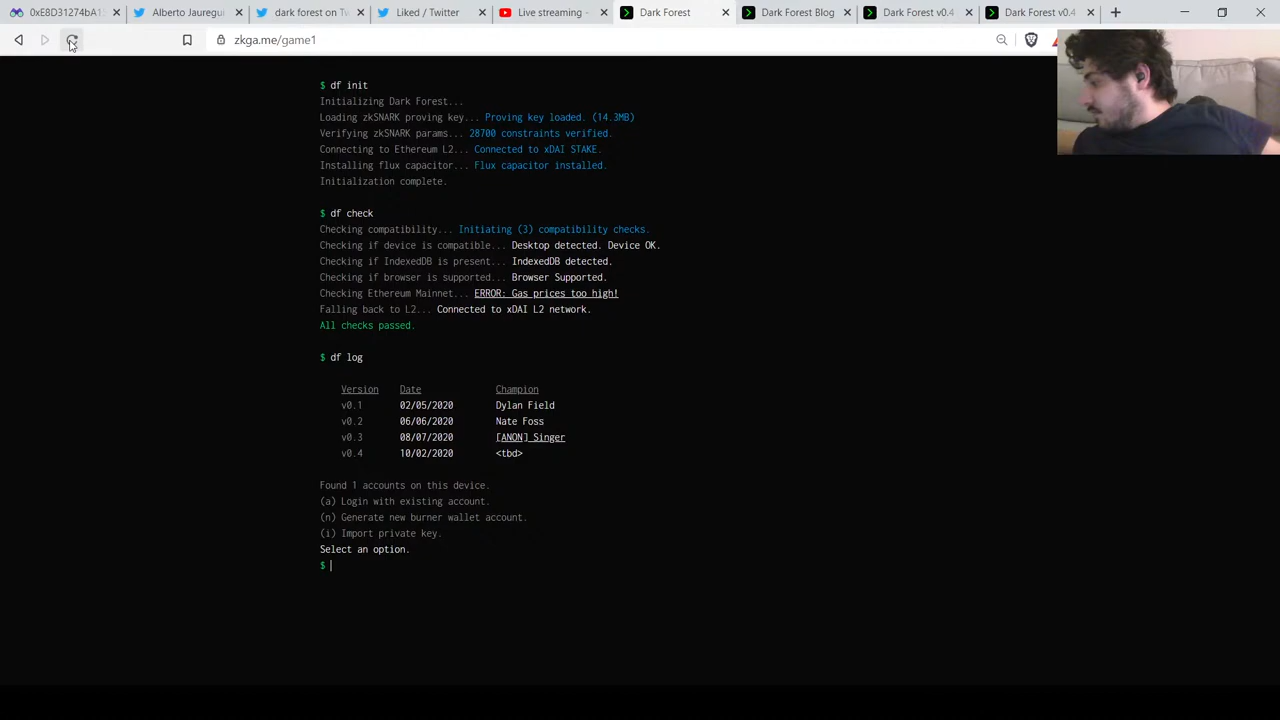 0xE8D31274bA1
Alberto Jauregui
dark forest on Tw
Liked / Twitter
Live streaming -
Dark Forest
Dark Forest Blog
Dark Forest v0.4
Dark Forest v0.4
zkga.me/game1
$ df init
Initializing Dark Forest...
Loading zkSNARK proving key... Proving key loaded. (14.3MB)
Verifying zkSNARK params... 28700 constraints verified.
Connecting to Ethereum L2... Connected to xDAI STAKE.
Installing flux capacitor... Flux capacitor installed.
Initialization complete.
$ df check
Checking compatibility... Initiating (3) compatibility checks.
Checking if device is compatible... Desktop detected. Device OK.
Checking if IndexedDB is present... IndexedDB detected.
Checking if browser is supported... Browser Supported.
Checking Ethereum Mainnet... ERROR: Gas prices too high!
Falling back to L2... Connected to xDAI L2 network.
All checks passed.
$ df log
Version Date Champion
v0.1 02/05/2020 Dylan Field
v0.2 06/06/2020 Nate Foss
v0.3 08/07/2020 [ANON] Singer
v0.4 10/02/2020 <tbd>
Found 1 accounts on this device.
(a) Login with existing account.
(n) Generate new burner wallet account.
(i) Import private key.
Select an option.
$